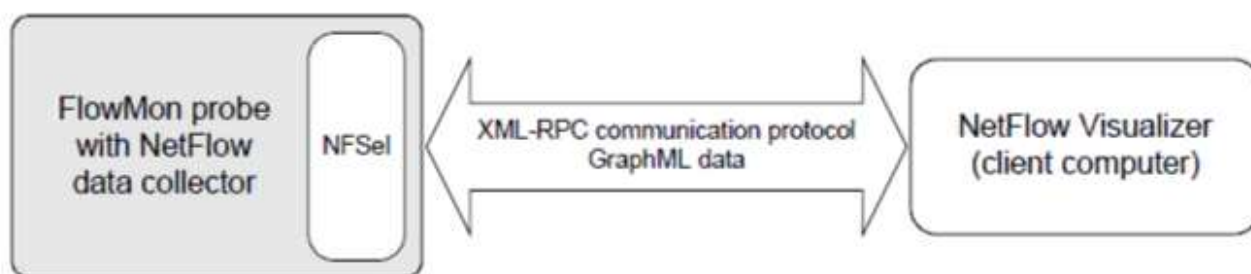 FlowMon probe
with NetFlow
data collector
NFSel
XML-RPC communication protocol
GraphML data
NetFlow Visualizer
(client computer)